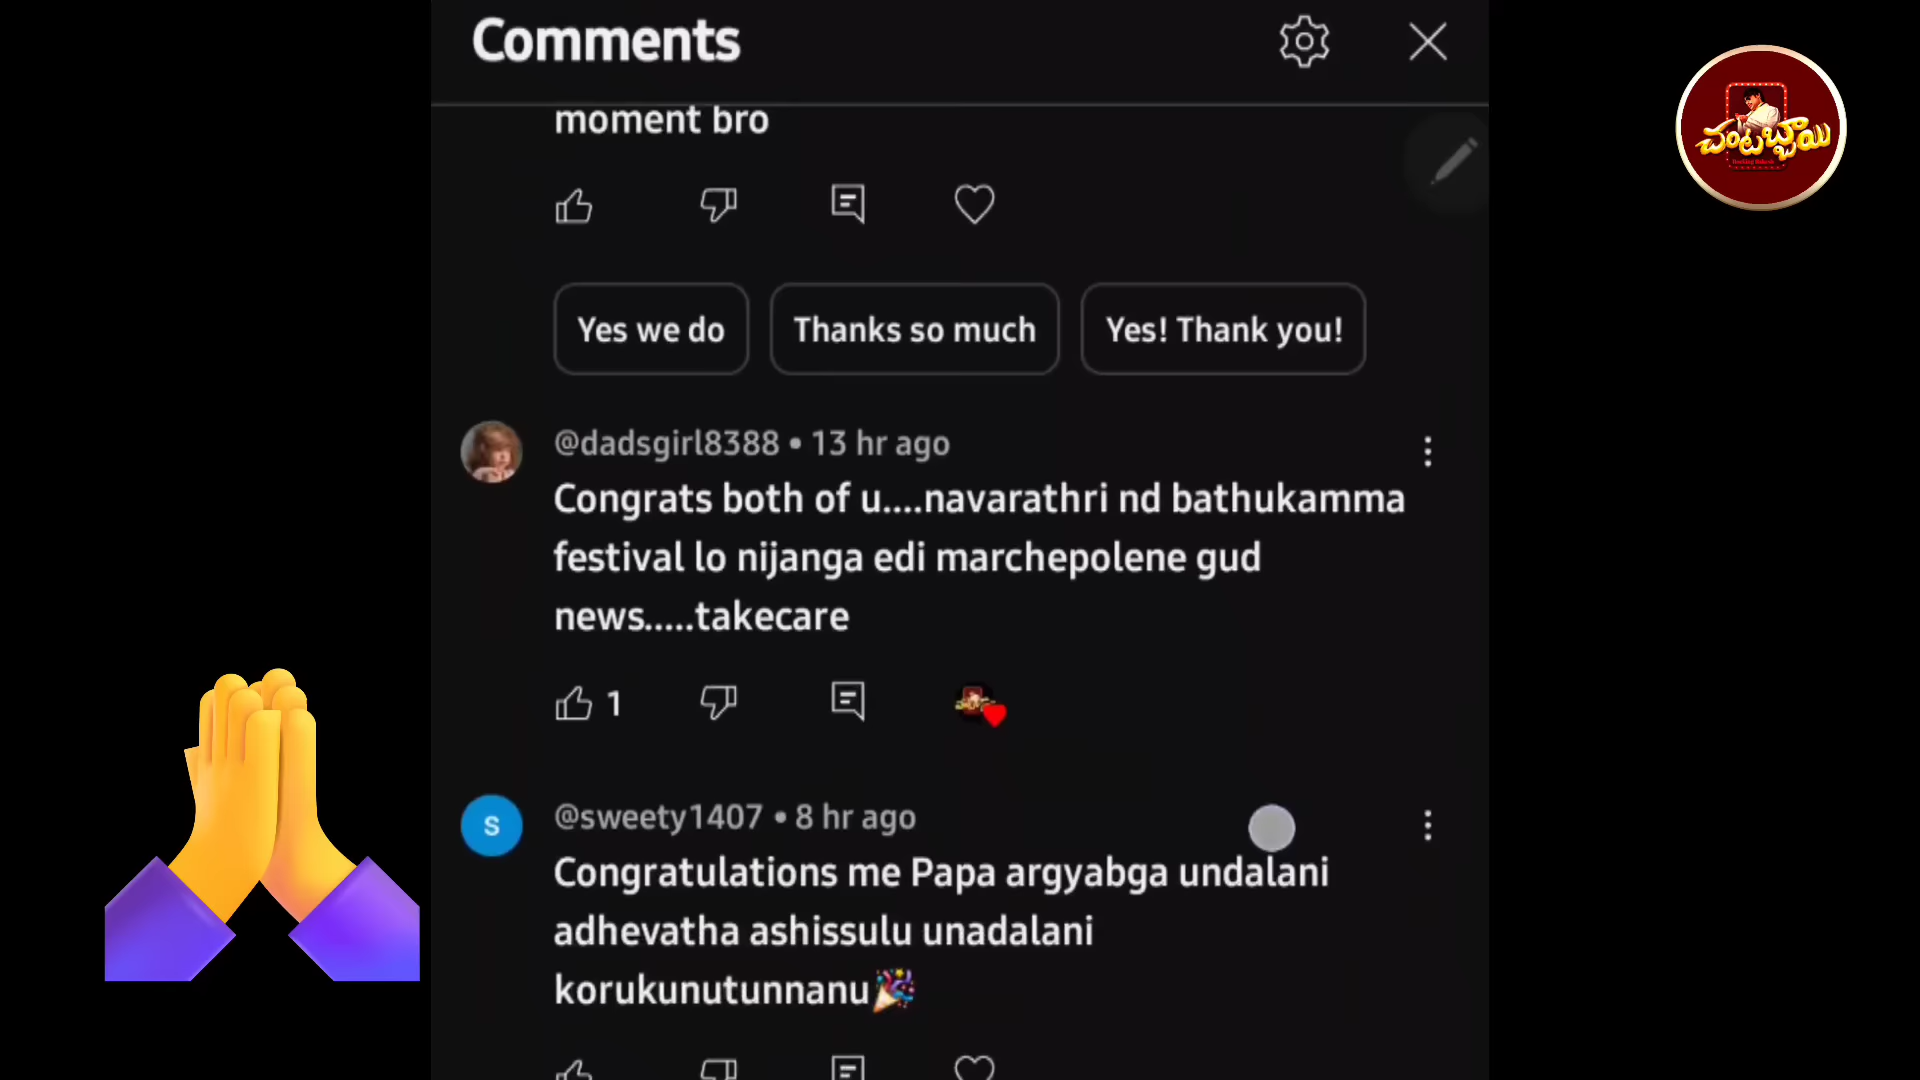 Comments
moment bro
Yes we do
Thanks so much
Yes! Thank you!
@dadsgirl8388 • 13 hr ago
Congrats both of u....navarathri nd bathukamma
festival lo nijanga edi marchepolene gud
news.....takecare
1
S
@sweety1407 • 8 hr ago
Congratulations me Papa argyabga undalani
adhevatha ashissulu unadalani
korukunutunnanu🎉
చంటబ్బాయి